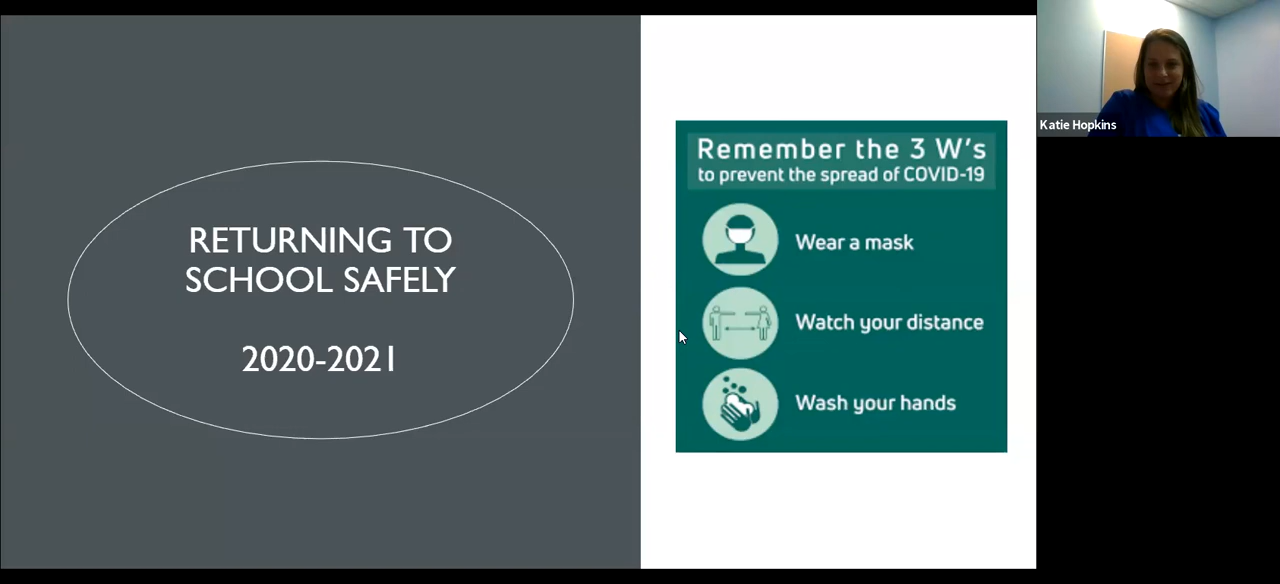 RETURNING TO
SCHOOL SAFELY
2020-2021
Remember the 3 W's
to prevent the spread of COVID-19
Wear a mask
Watch your distance
Wash your hands
Katie Hopkins